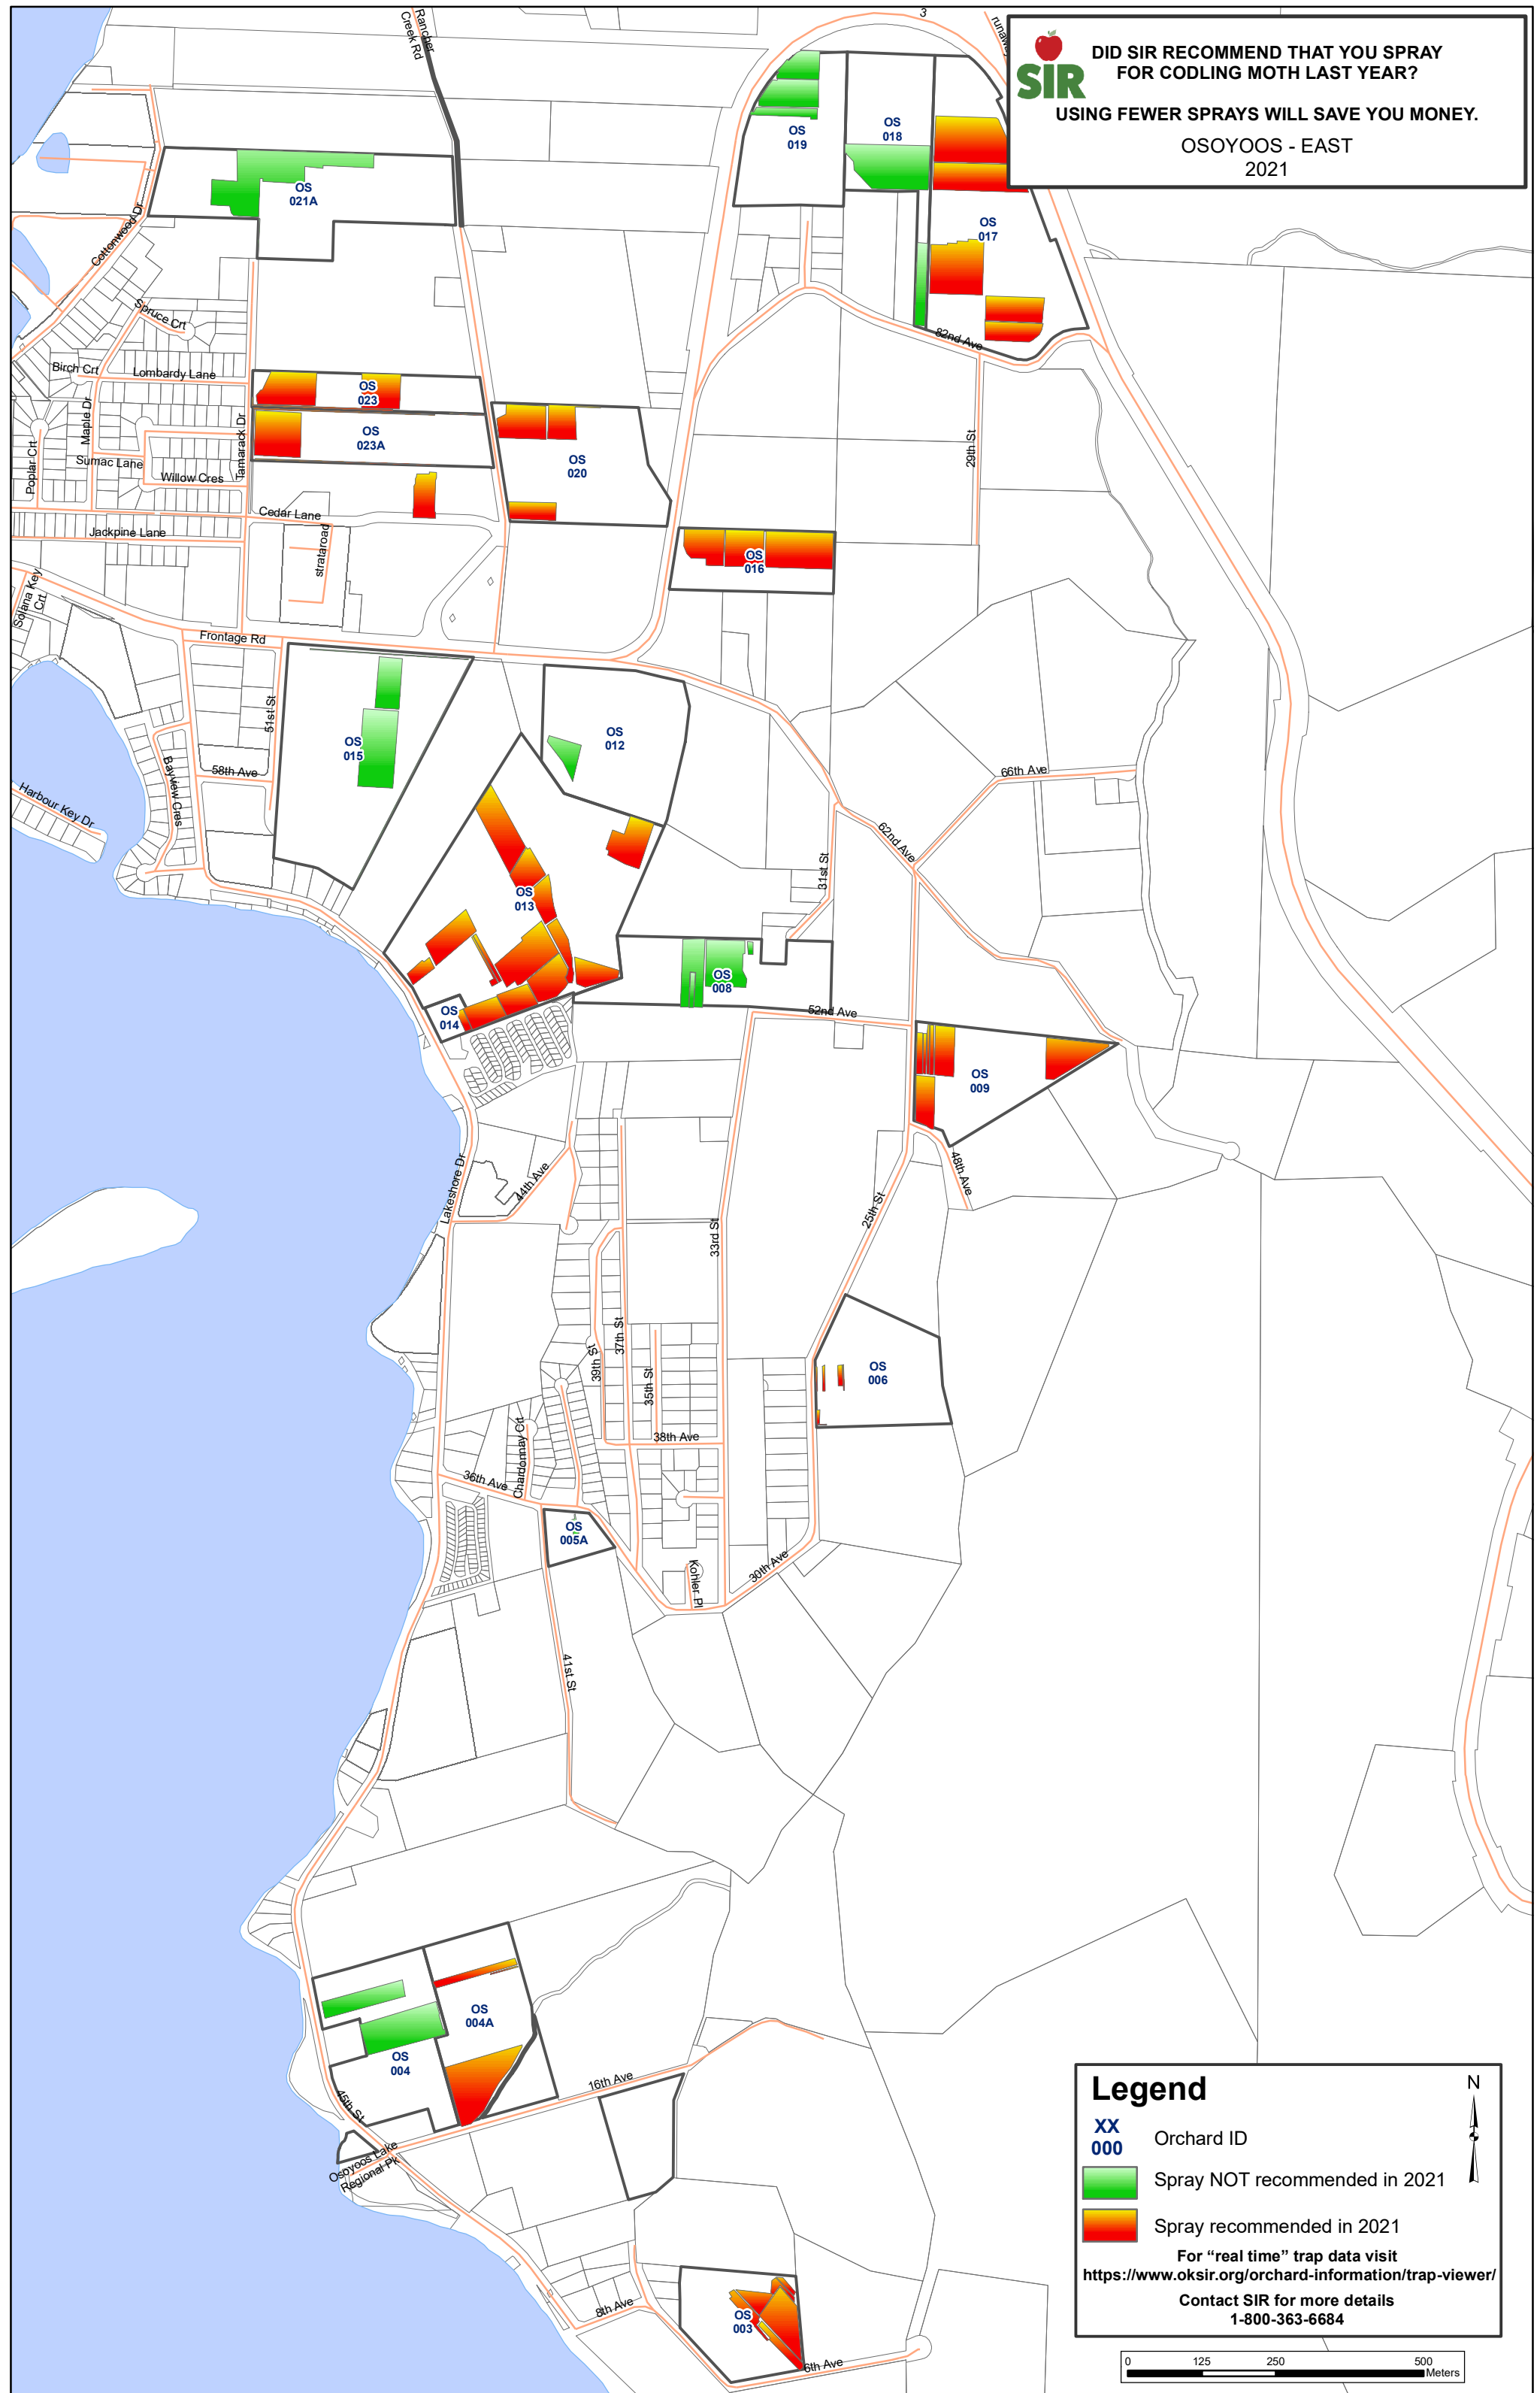 3
runaway
Rancher
Creek Rd
SIR
DID SIR RECOMMEND THAT YOU SPRAY
FOR CODLING MOTH LAST YEAR?
USING FEWER SPRAYS WILL SAVE YOU MONEY.
OSOYOOS - EAST
2021
OS
019
OS
018
OS
017
OS
021A
Cottonwood Dr
Spruce Crt
82nd Ave
Birch Crt
Lombardy Lane
OS
023
Maple Dr
Tamarack Dr
OS
023A
OS
020
29th St
Poplar Crt
Sumac Lane
Willow Cres
Cedar Lane
Jackpine Lane
strataroad
OS
016
Solana Key
Crt
Frontage Rd
51st St
OS
015
OS
012
58th Ave
66th Ave
Bayview Cres
Harbour Key Dr
62nd Ave
31st St
OS
013
OS
008
OS
014
52nd Ave
OS
009
48th Ave
Lakeshore Dr
44th Ave
25th St
33rd St
37th St
39th St
35th St
OS
006
Chardonnay Crt
38th Ave
36th Ave
OS
005A
30th Ave
Kohler Pl
41st St
OS
004A
OS
004
16th Ave
45th St
Osoyoos Lake
Regional Pk
8th Ave
OS
003
6th Ave
Legend
N
XX
000
Orchard ID
Spray NOT recommended in 2021
Spray recommended in 2021
For “real time” trap data visit
https://www.oksir.org/orchard-information/trap-viewer/
Contact SIR for more details
1-800-363-6684
0 125 250 500
Meters